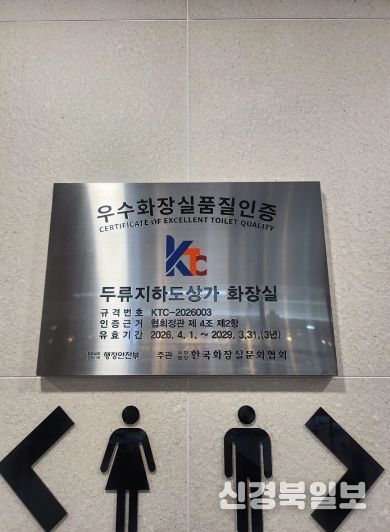 우수화장실품질인증
CERTIFICATE OF EXCELLENT TOILET QUALITY
KTC
두류지하도상가 화장실
규격번호 KTC-2026003
인증근거 협회정관 제 4조 제2항
유효기간 2026. 4. 1. ~ 2029. 3.31.(3년)
행정안전부 주관 한국화장실문화협회
신경북일보